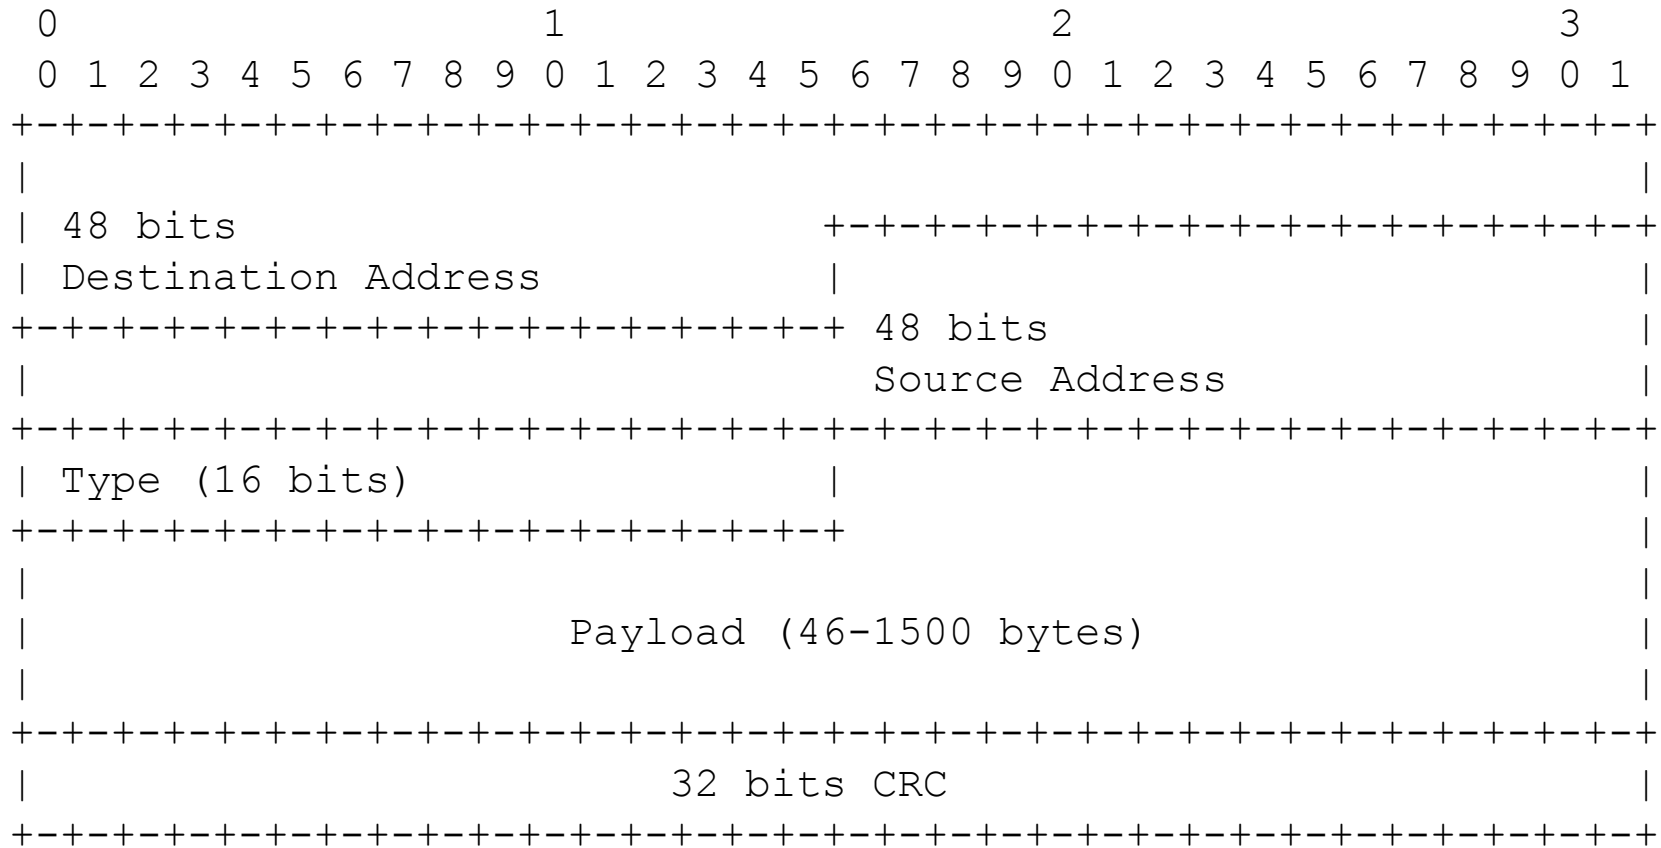 0                   1                   2                   3
 0 1 2 3 4 5 6 7 8 9 0 1 2 3 4 5 6 7 8 9 0 1 2 3 4 5 6 7 8 9 0 1
+-+-+-+-+-+-+-+-+-+-+-+-+-+-+-+-+-+-+-+-+-+-+-+-+-+-+-+-+-+-+-+-+
|                                                               |
| 48 bits                       +-+-+-+-+-+-+-+-+-+-+-+-+-+-+-+-+
| Destination Address           |                               |
+-+-+-+-+-+-+-+-+-+-+-+-+-+-+-+-+ 48 bits                       |
|                                 Source Address                |
+-+-+-+-+-+-+-+-+-+-+-+-+-+-+-+-+-+-+-+-+-+-+-+-+-+-+-+-+-+-+-+-+
| Type (16 bits)                |                               |
+-+-+-+-+-+-+-+-+-+-+-+-+-+-+-+-+                               |
|                                                               |
|                     Payload (46-1500 bytes)                   |
|                                                               |
+-+-+-+-+-+-+-+-+-+-+-+-+-+-+-+-+-+-+-+-+-+-+-+-+-+-+-+-+-+-+-+-+
|                         32 bits CRC                           |
+-+-+-+-+-+-+-+-+-+-+-+-+-+-+-+-+-+-+-+-+-+-+-+-+-+-+-+-+-+-+-+-+